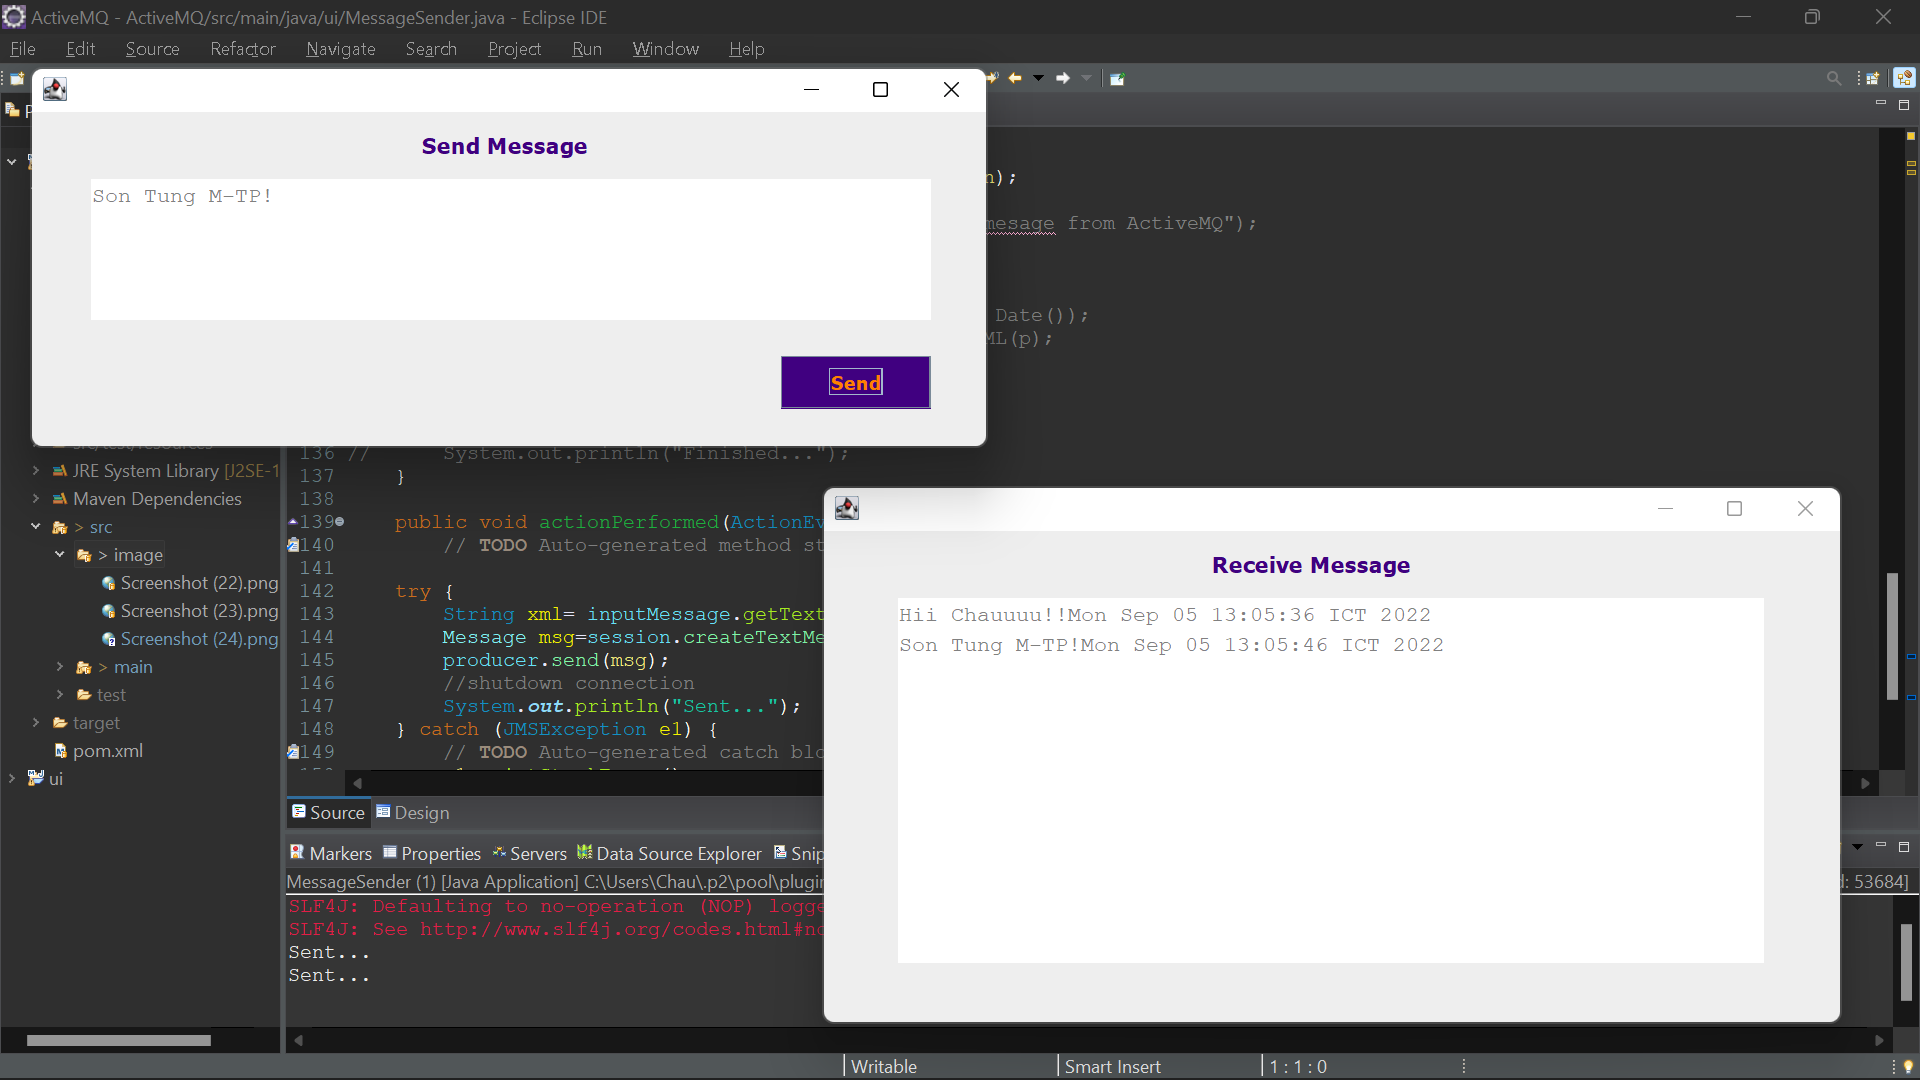 ActiveMQ - ActiveMQ/src/main/java/ui/MessageSender.java - Eclipse IDE
File Edit Source Refactor Navigate Search Project Run Window Help
Send Message
Son Tung M-TP!
Send
);
mesage from ActiveMQ");
Date());
ML(p);
JRE System Library [J2SE-1
Maven Dependencies
> src
> image
Screenshot (22).png
Screenshot (23).png
Screenshot (24).png
> main
test
target
pom.xml
ui
136 // System.out.println("Finished...");
137 }
138
139 public void actionPerformed(ActionEv
140 // TODO Auto-generated method st
141
142 try {
143 String xml= inputMessage.getText
144 Message msg=session.createTextMe
145 producer.send(msg);
146 //shutdown connection
147 System.out.println("Sent...");
148 } catch (JMSException e1) {
149 // TODO Auto-generated catch blo
Source Design
Markers Properties Servers Data Source Explorer Snip
MessageSender (1) [Java Application] C:\Users\Chau\.p2\pool\plugin
: 53684]
SLF4J: Defaulting to no-operation (NOP) logge
SLF4J: See http://www.slf4j.org/codes.html#no
Sent...
Sent...
Receive Message
Hii Chauuuu!!Mon Sep 05 13:05:36 ICT 2022
Son Tung M-TP!Mon Sep 05 13:05:46 ICT 2022
Writable Smart Insert 1 : 1 : 0